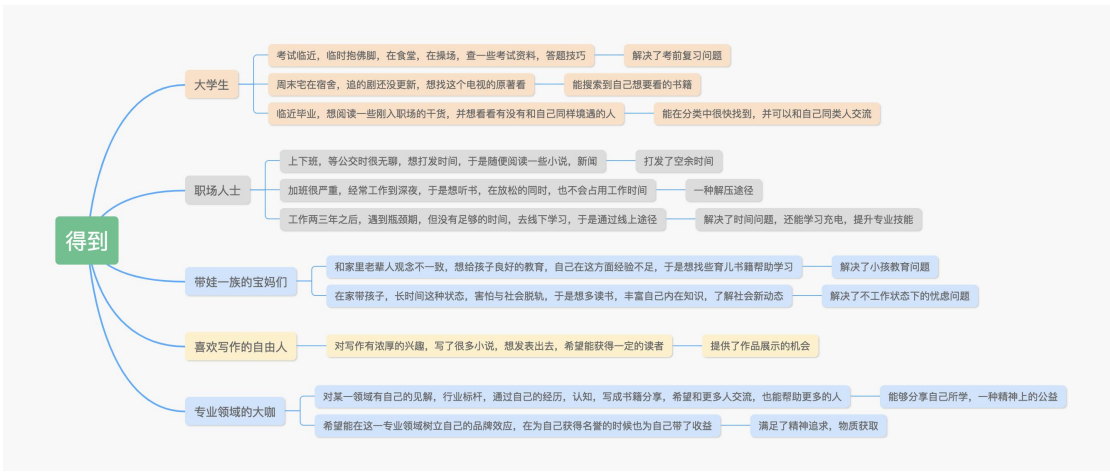 得到
大学生
考试临近，临时抱佛脚，在食堂，在操场，查一些考试资料，答题技巧
解决了考前复习问题
周末宅在宿舍，追的剧还没更新，想找这个电视的原著看
能搜索到自己想要看的书籍
临近毕业，想阅读一些刚入职场的干货，并想看看有没有和自己同样境遇的人
能在分类中很快找到，并可以和自己同类人交流
职场人士
上下班，等公交时很无聊，想打发时间，于是随便阅读一些小说，新闻
打发了空余时间
加班很严重，经常工作到深夜，于是想听书，在放松的同时，也不会占用工作时间
一种解压途径
工作两三年之后，遇到瓶颈期，但没有足够的时间，去线下学习，于是通过线上途径
解决了时间问题，还能学习充电，提升专业技能
带娃一族的宝妈们
和家里老辈人观念不一致，想给孩子良好的教育，自己在这方面经验不足，于是想找些育儿书籍帮助学习
解决了小孩教育问题
在家带孩子，长时间这种状态，害怕与社会脱轨，于是想多读书，丰富自己内在知识，了解社会新动态
解决了不工作状态下的忧虑问题
喜欢写作的自由人
对写作有浓厚的兴趣，写了很多小说，想发表出去，希望能获得一定的读者
提供了作品展示的机会
专业领域的大咖
对某一领域有自己的见解，行业标杆，通过自己的经历，认知，写成书籍分享，希望和更多人交流，也能帮助更多的人
能够分享自己所学，一种精神上的公益
希望能在这一专业领域树立自己的品牌效应，在为自己获得名誉的时候也为自己带了收益
满足了精神追求，物质获取